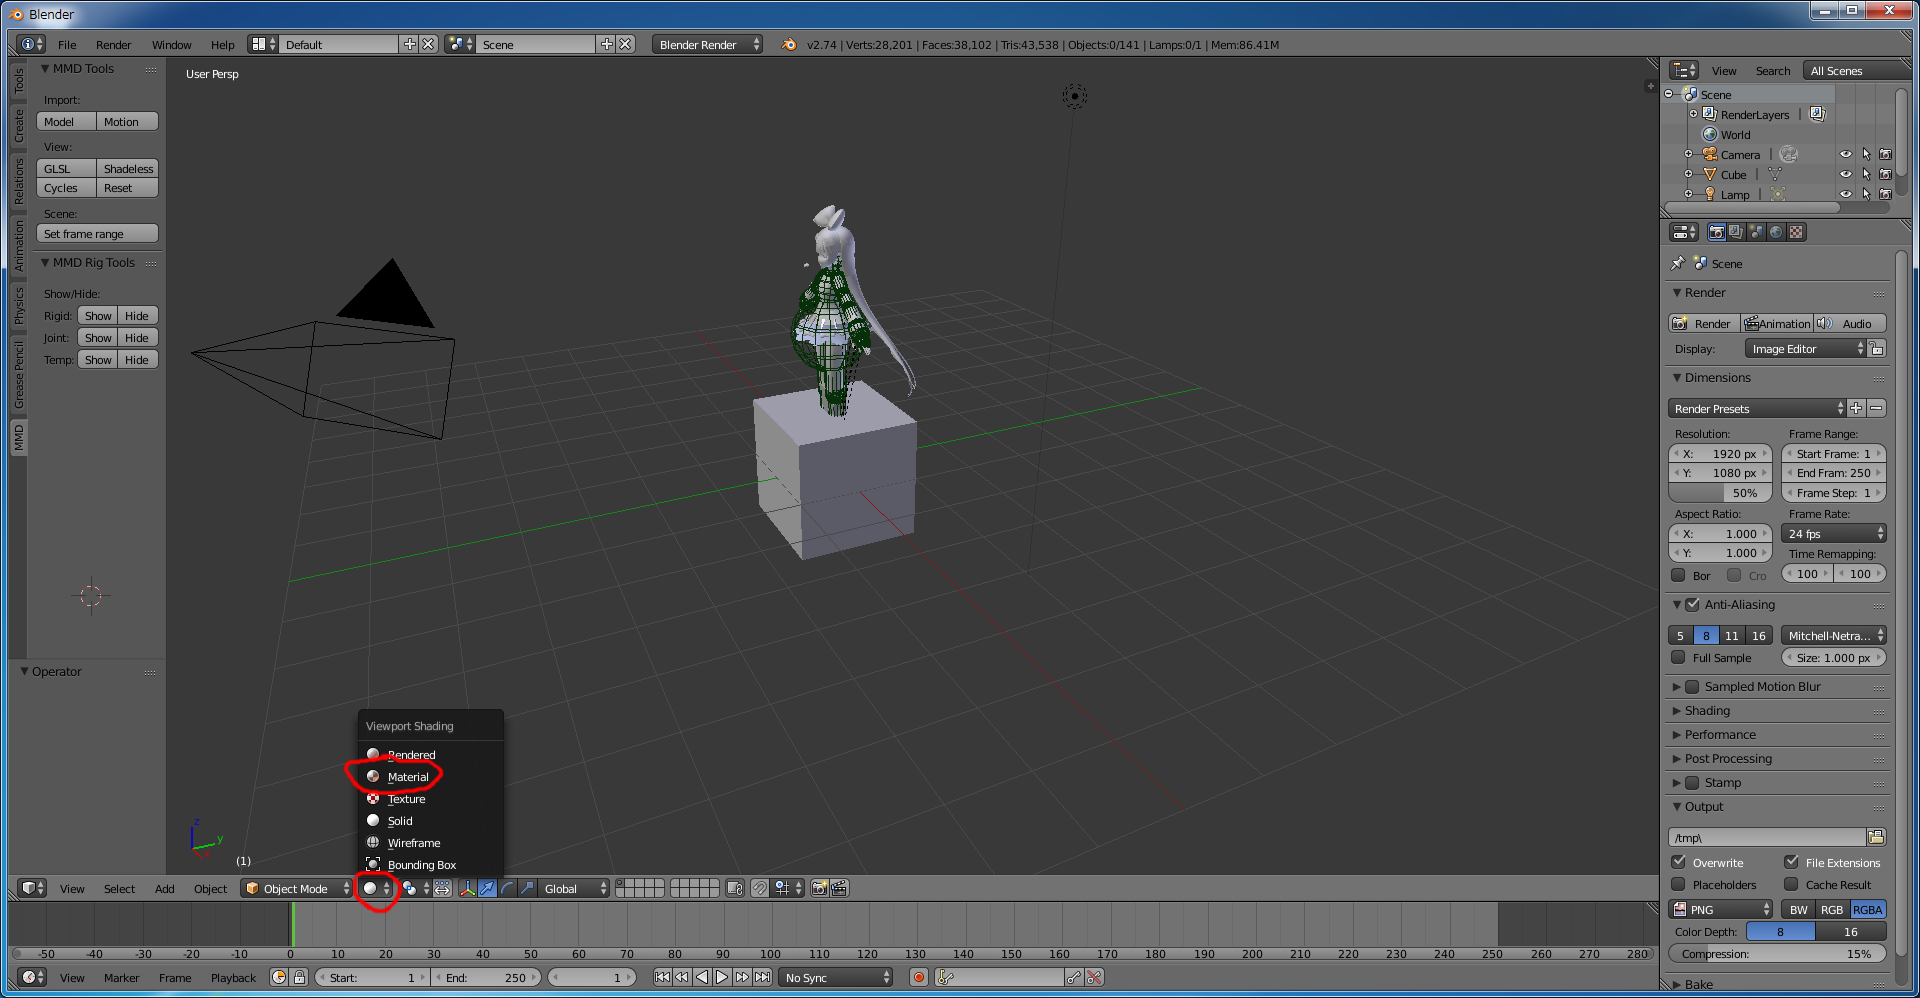 Blender
File Render Window Help Default Scene Blender Render v2.74 | Verts:28,201 | Faces:38,102 | Tris:43,538 | Objects:0/141 | Lamps:0/1 | Mem:86.41M
Tools
Create
Relations
Animation
Physics
Grease Pencil
MMD
MMD Tools
Import:
Model Motion
View:
GLSL Shadeless
Cycles Reset
Scene:
Set frame range
MMD Rig Tools
Show/Hide:
Rigid: Show Hide
Joint: Show Hide
Temp: Show Hide
Operator
User Persp
z
y
x
(1)
Viewport Shading
Rendered
Material
Texture
Solid
Wireframe
Bounding Box
View Select Add Object Object Mode Global
-50 -40 -30 -20 -10 0 10 20 30 40 50 60 70 80 90 100 110 120 130 140 150 160 170 180 190 200 210 220 230 240 250 260 270 280
View Marker Frame Playback Start: 1 End: 250 1 No Sync
View Search All Scenes
Scene
RenderLayers |
World
Camera |
Cube |
Lamp |
Scene
Render
Render Animation Audio
Display: Image Editor
Dimensions
Render Presets
Resolution: Frame Range:
X: 1920 px Start Frame: 1
Y: 1080 px End Fram: 250
50% Frame Step: 1
Aspect Ratio: Frame Rate:
X: 1.000 24 fps
Y: 1.000 Time Remapping:
Bor Cro 100 100
Anti-Aliasing
5 8 11 16 Mitchell-Netra...
Full Sample Size: 1.000 px
Sampled Motion Blur
Shading
Performance
Post Processing
Stamp
Output
/tmp\
Overwrite File Extensions
Placeholders Cache Result
PNG BW RGB RGBA
Color Depth: 8 16
Compression: 15%
Bake